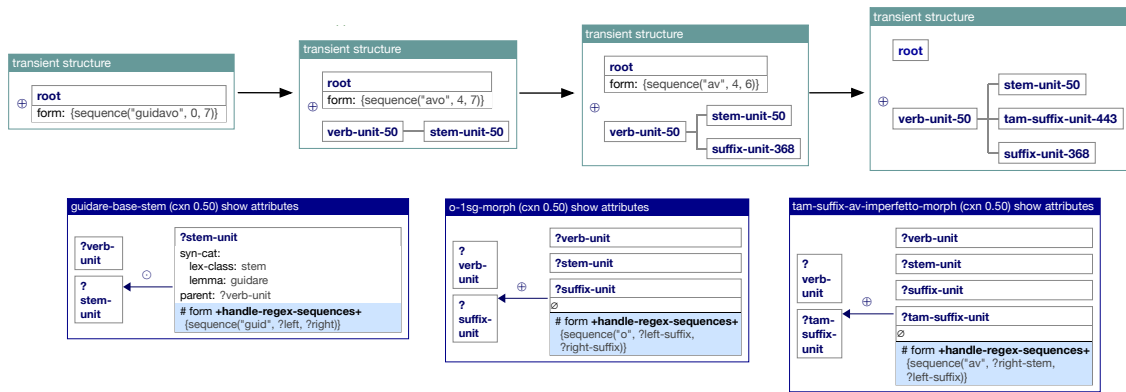 transient structure
root
form: {sequence("guidavo", 0, 7)}
transient structure
root
form: {sequence("avo", 4, 7)}
verb-unit-50
stem-unit-50
transient structure
root
form: {sequence("av", 4, 6)}
verb-unit-50
stem-unit-50
suffix-unit-368
transient structure
root
verb-unit-50
stem-unit-50
tam-suffix-unit-443
suffix-unit-368
guidare-base-stem (cxn 0.50) show attributes
?verb-
unit
?
stem-
unit
?stem-unit
syn-cat:
lex-class: stem
lemma: guidare
parent: ?verb-unit
# form +handle-regex-sequences+
{sequence("guid", ?left, ?right)}
o-1sg-morph (cxn 0.50) show attributes
?
verb-
unit
?
suffix-
unit
?verb-unit
?stem-unit
?suffix-unit
∅
# form +handle-regex-sequences+
{sequence("o", ?left-suffix,
?right-suffix)}
tam-suffix-av-imperfetto-morph (cxn 0.50) show attributes
?
verb-
unit
?tam-
suffix-
unit
?verb-unit
?stem-unit
?suffix-unit
?tam-suffix-unit
∅
# form +handle-regex-sequences+
{sequence("av", ?right-stem,
?left-suffix)}